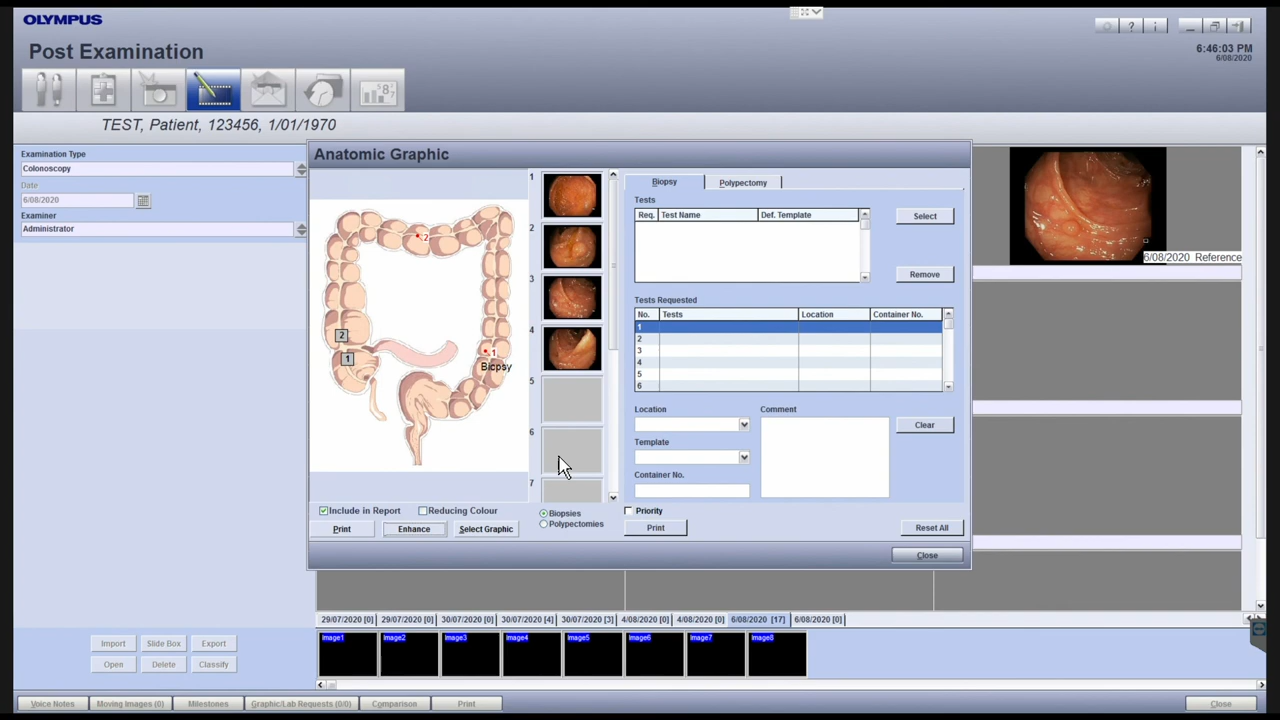 OLYMPUS
Post Examination
?
i
6:46:03 PM
6/08/2020
TEST, Patient, 123456, 1/01/1970
Examination Type
Colonoscopy
Date
6/08/2020
Examiner
Administrator
Anatomic Graphic
2
1
2
1
Biopsy
1
2
3
4
5
6
7
Biopsy Polypectomy
Tests
Req. Test Name Def. Template
Select
Remove
Tests Requested
No. Tests Location Container No.
1
2
3
4
5
6
Location
Comment
Clear
Template
Container No.
Include in Report Reducing Colour
Biopsies
Polypectomies
Priority
Print Enhance Select Graphic
Print
Reset All
Close
6/08/2020 Reference
29/07/2020 [0] 29/07/2020 [0] 30/07/2020 [0] 30/07/2020 [4] 30/07/2020 [3] 4/08/2020 [0] 4/08/2020 [0] 6/08/2020 [17] 6/08/2020 [0]
Image1 Image2 Image3 Image4 Image5 Image6 Image7 Image8
Import Slide Box Export
Open Delete Classify
Voice Notes Moving Images (0) Milestones Graphic/Lab Requests (0/0) Comparison Print Close